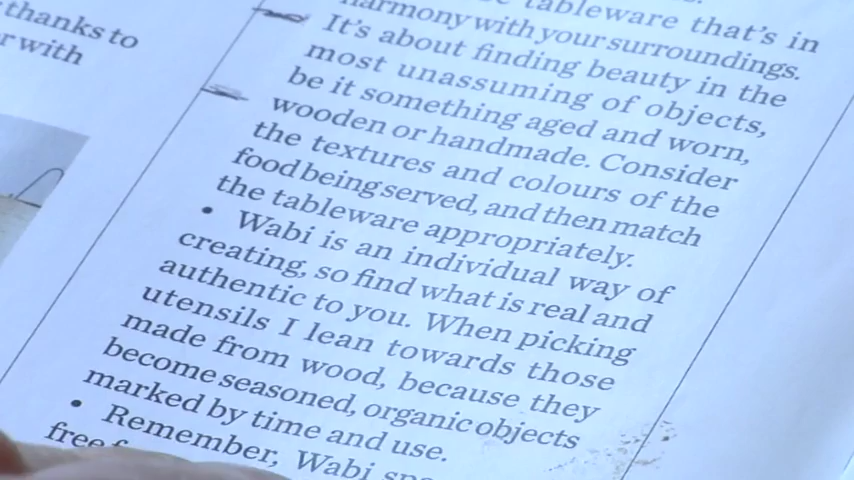 thanks to
with
tableware that's in
harmony with your surroundings.
It's about finding beauty in the
most unassuming of objects,
be it something aged and worn,
wooden or handmade. Consider
the textures and colours of the
food being served, and then match
the tableware appropriately.
• Wabi is an individual way of
creating, so find what is real and
authentic to you. When picking
utensils I lean towards those
made from wood, because they
become seasoned, organic objects
marked by time and use.
• Remember, Wabi
free